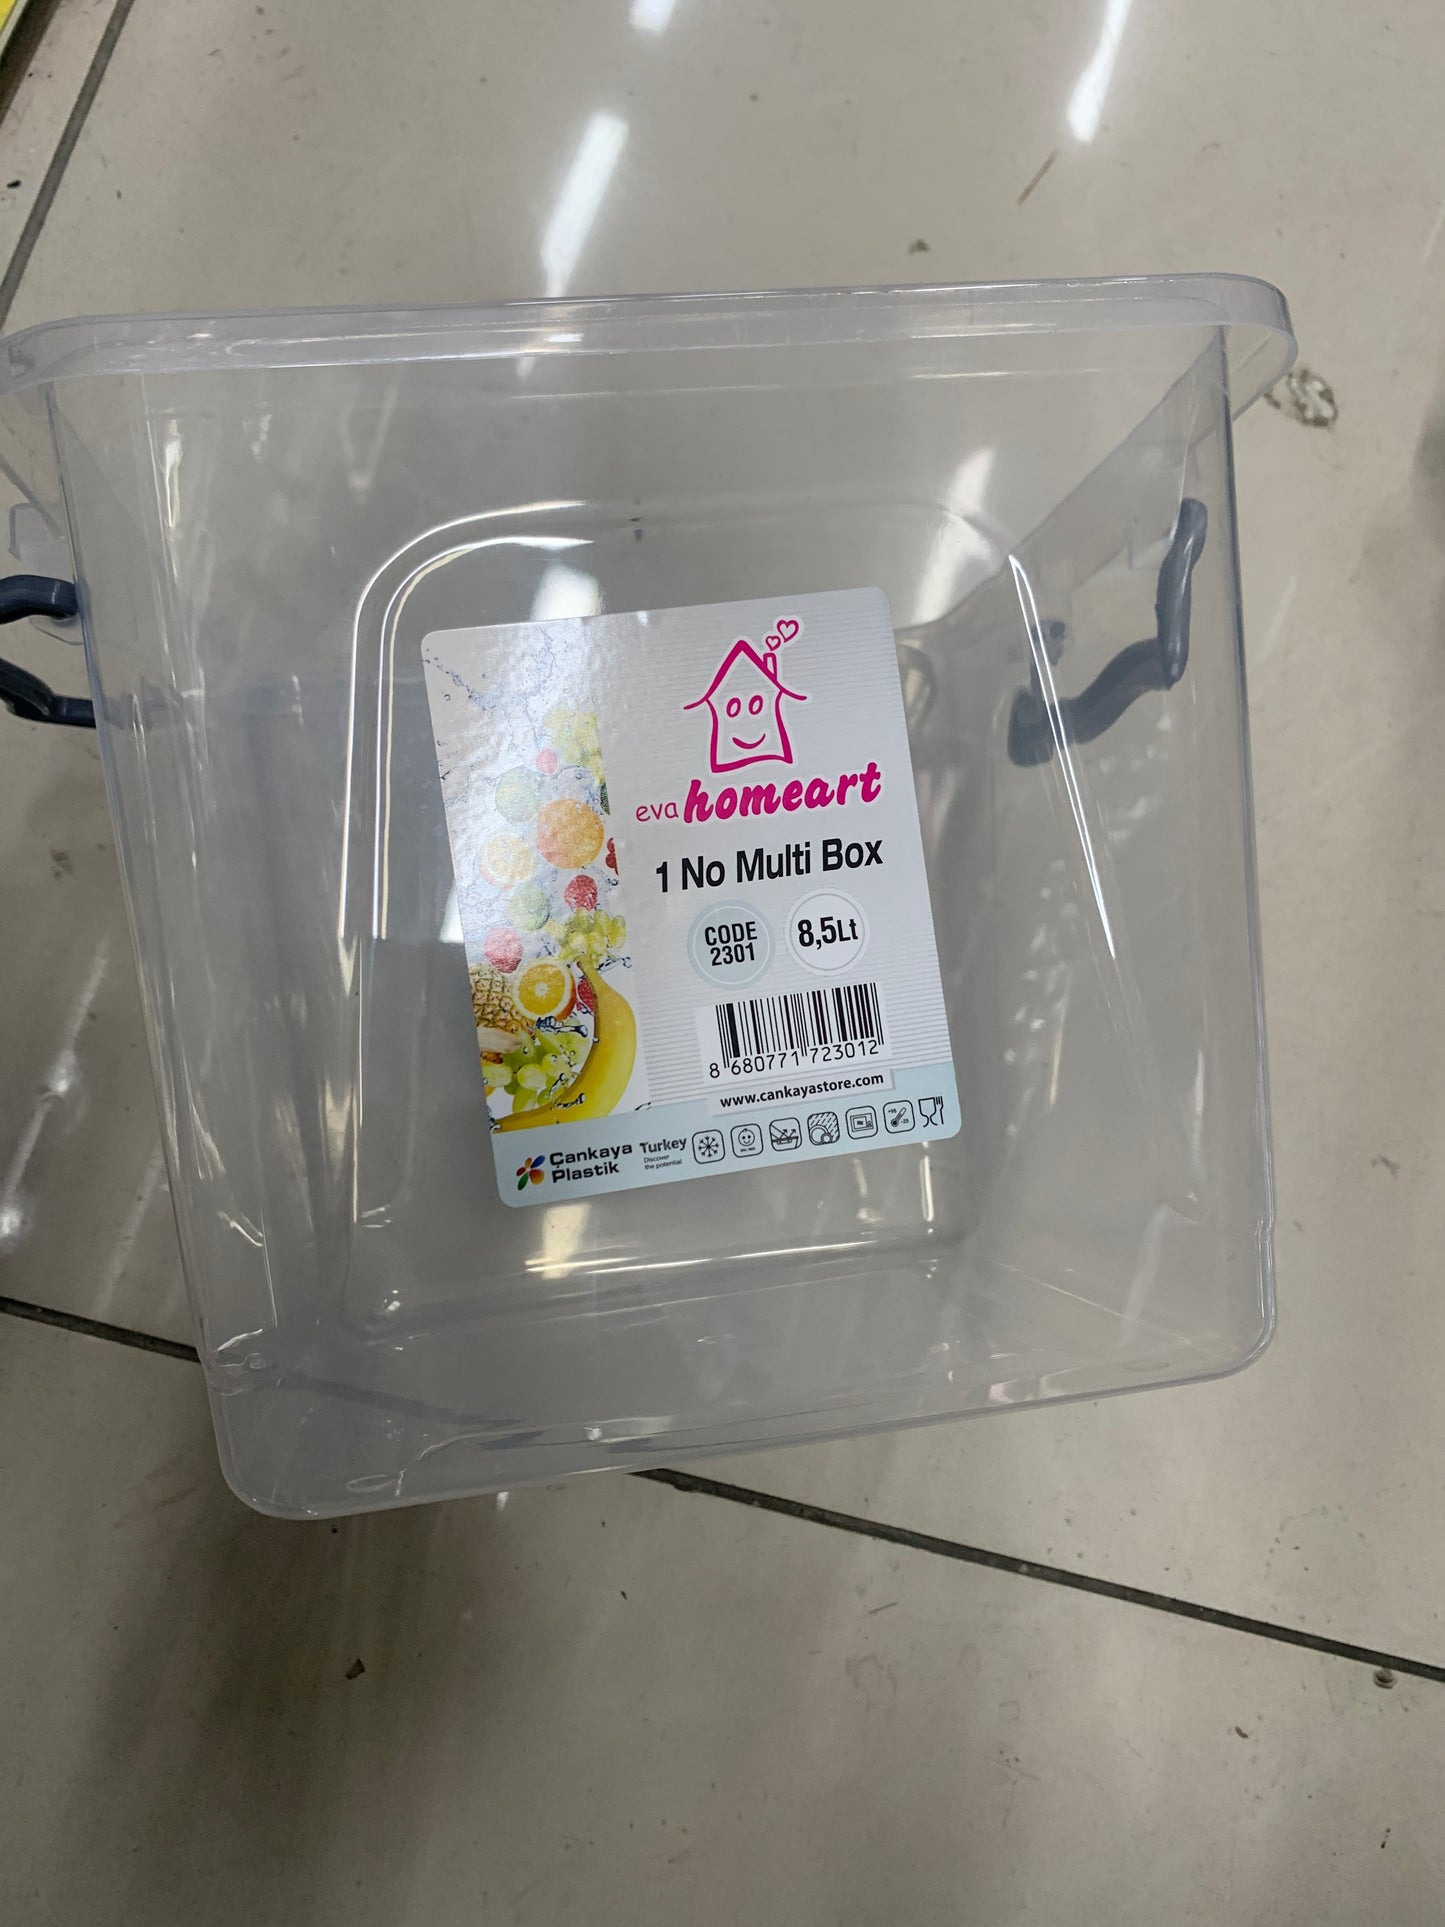 eva homeart
1 No Multi Box
CODE
2301
8,5Lt
8 680771 723012
www.cankayastore.com
Çankaya
Plastik
Turkey
Discover
the potential